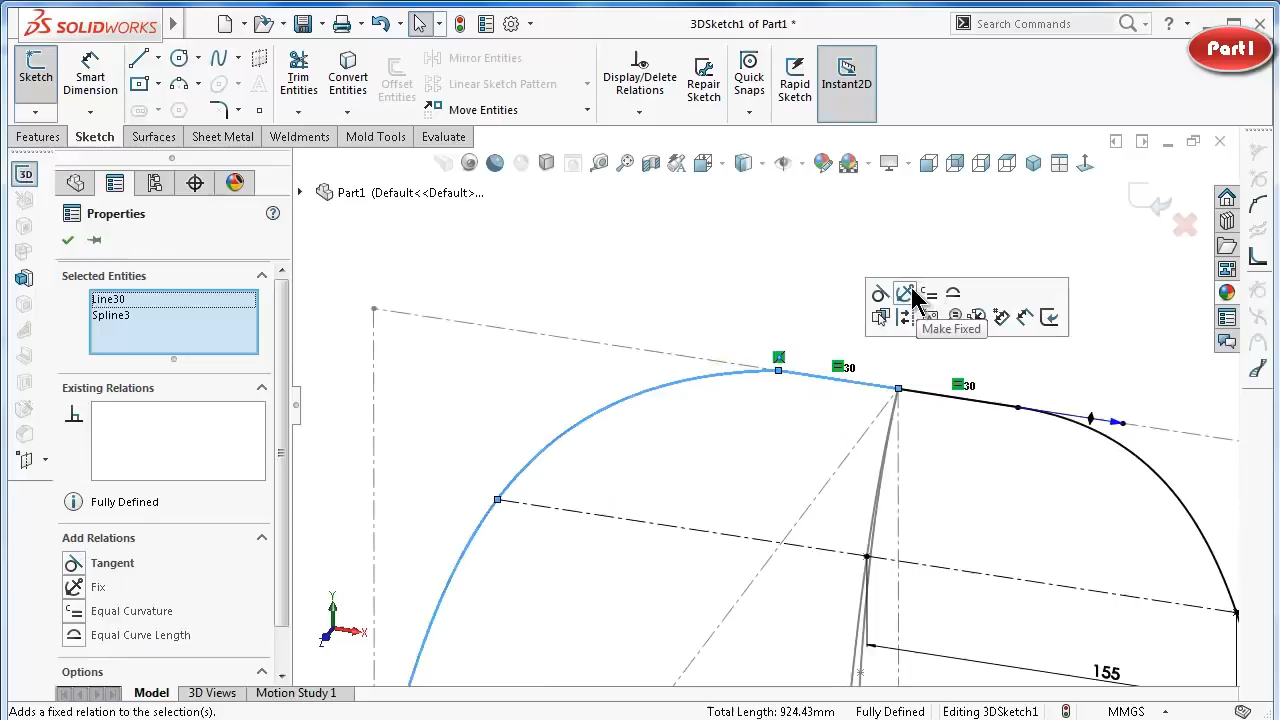 SOLIDWORKS
3DSketch1 of Part1 *
Search Commands
?
Part1
Sketch
Smart Dimension
Trim Entities
Convert Entities
Offset Entities
Mirror Entities
Linear Sketch Pattern
Move Entities
Display/Delete Relations
Repair Sketch
Quick Snaps
Rapid Sketch
Instant2D
Features
Sketch
Surfaces
Sheet Metal
Weldments
Mold Tools
Evaluate
3D
Part1 (Default<<Default>...
Properties
?
Selected Entities
Line30
Spline3
Existing Relations
Fully Defined
Add Relations
Tangent
Fix
Equal Curvature
Equal Curve Length
Options
Make Fixed
30
30
155
Y
X
Z
Model
3D Views
Motion Study 1
Adds a fixed relation to the selection(s).
Total Length: 924.43mm
Fully Defined
Editing 3DSketch1
MMGS